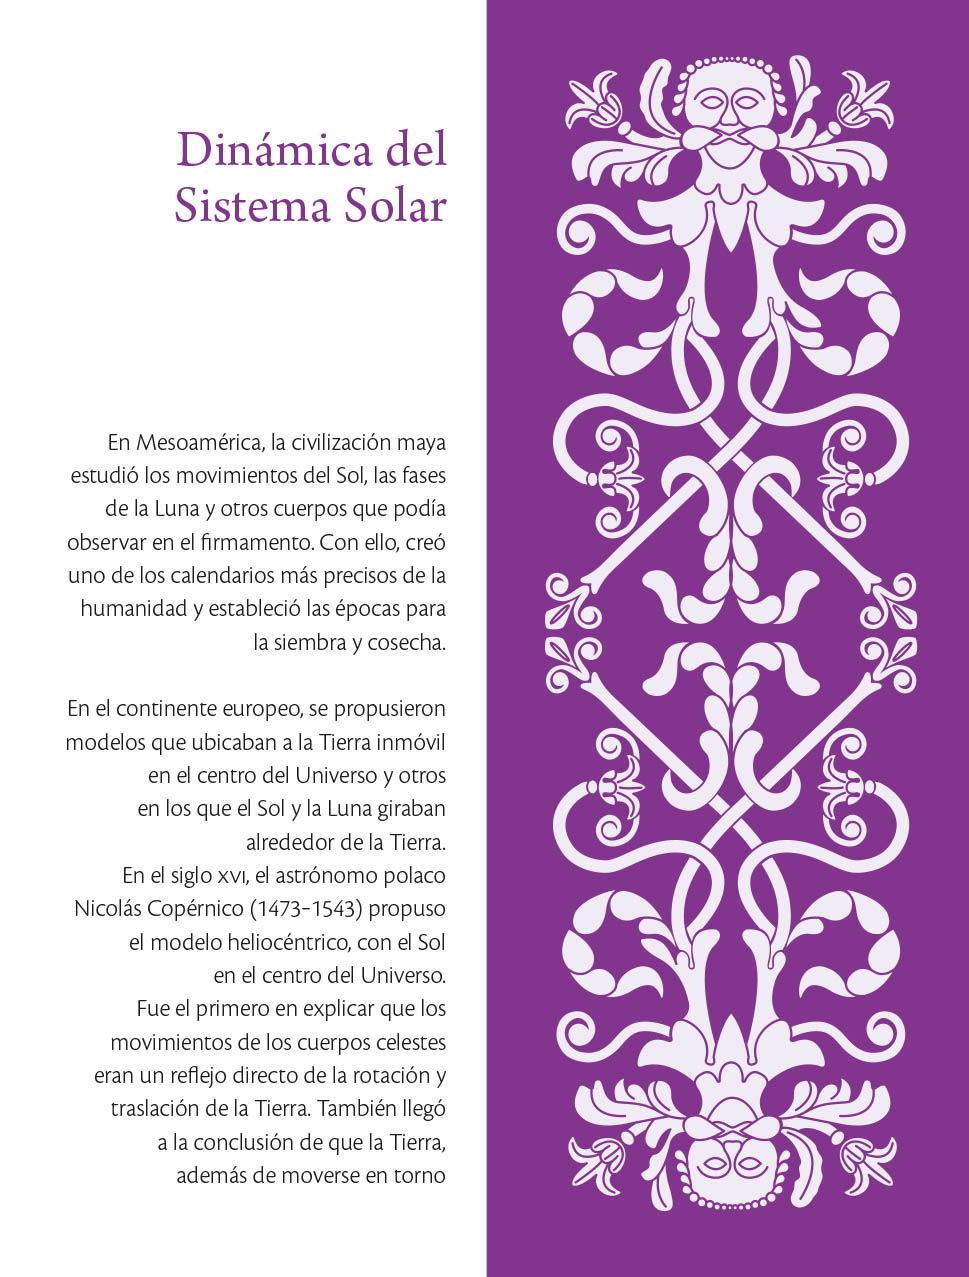 Dinámica del
Sistema Solar
En Mesoamérica, la civilización maya
estudió los movimientos del Sol, las fases
de la Luna y otros cuerpos que podía
observar en el firmamento. Con ello, creó
uno de los calendarios más precisos de la
humanidad y estableció las épocas para
la siembra y cosecha.
En el continente europeo, se propusieron
modelos que ubicaban a la Tierra inmóvil
en el centro del Universo y otros
en los que el Sol y la Luna giraban
alrededor de la Tierra.
En el siglo XVI, el astrónomo polaco
Nicolás Copérnico (1473-1543) propuso
el modelo heliocéntrico, con el Sol
en el centro del Universo.
Fue el primero en explicar que los
movimientos de los cuerpos celestes
eran un reflejo directo de la rotación y
traslación de la Tierra. También llegó
a la conclusión de que la Tierra,
además de moverse en torno